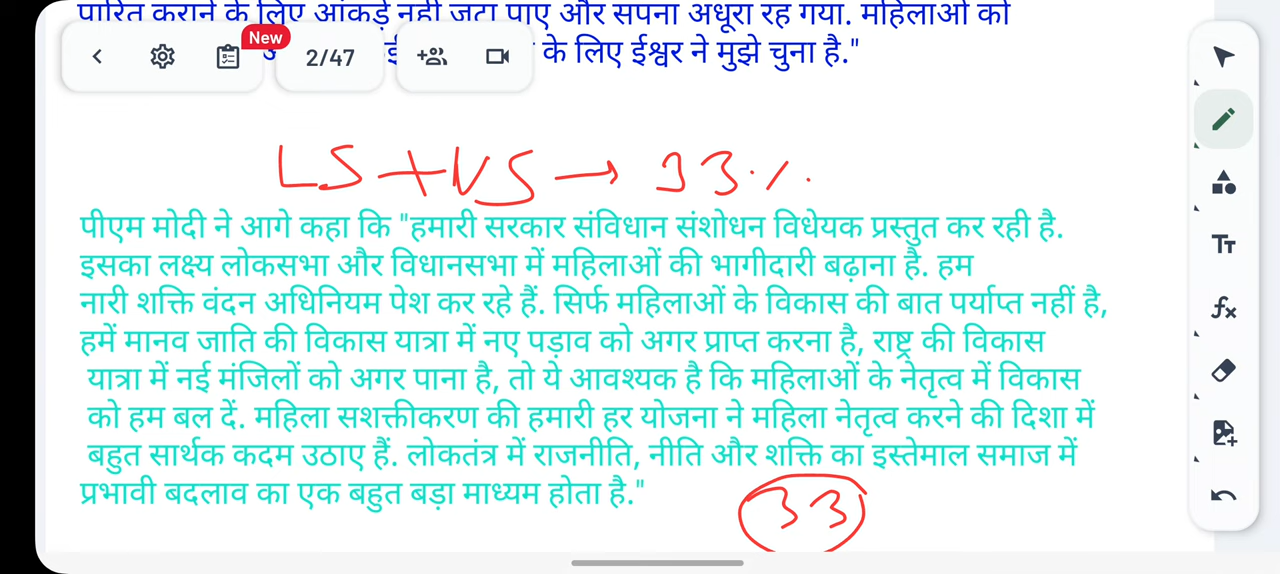 पारित कराने के लिए आंकड़े नहीं जुटा पाए और सपना अधूरा रह गया. महिलाओं को
New
2/47
के लिए ईश्वर ने मुझे चुना है."
LS + VS → 33%
पीएम मोदी ने आगे कहा कि "हमारी सरकार संविधान संशोधन विधेयक प्रस्तुत कर रही है.
इसका लक्ष्य लोकसभा और विधानसभा में महिलाओं की भागीदारी बढ़ाना है. हम
नारी शक्ति वंदन अधिनियम पेश कर रहे हैं. सिर्फ महिलाओं के विकास की बात पर्याप्त नहीं है,
हमें मानव जाति की विकास यात्रा में नए पड़ाव को अगर प्राप्त करना है, राष्ट्र की विकास
यात्रा में नई मंजिलों को अगर पाना है, तो ये आवश्यक है कि महिलाओं के नेतृत्व में विकास
को हम बल दें. महिला सशक्तीकरण की हमारी हर योजना ने महिला नेतृत्व करने की दिशा में
बहुत सार्थक कदम उठाए हैं. लोकतंत्र में राजनीति, नीति और शक्ति का इस्तेमाल समाज में
प्रभावी बदलाव का एक बहुत बड़ा माध्यम होता है."
33
Tт
fx